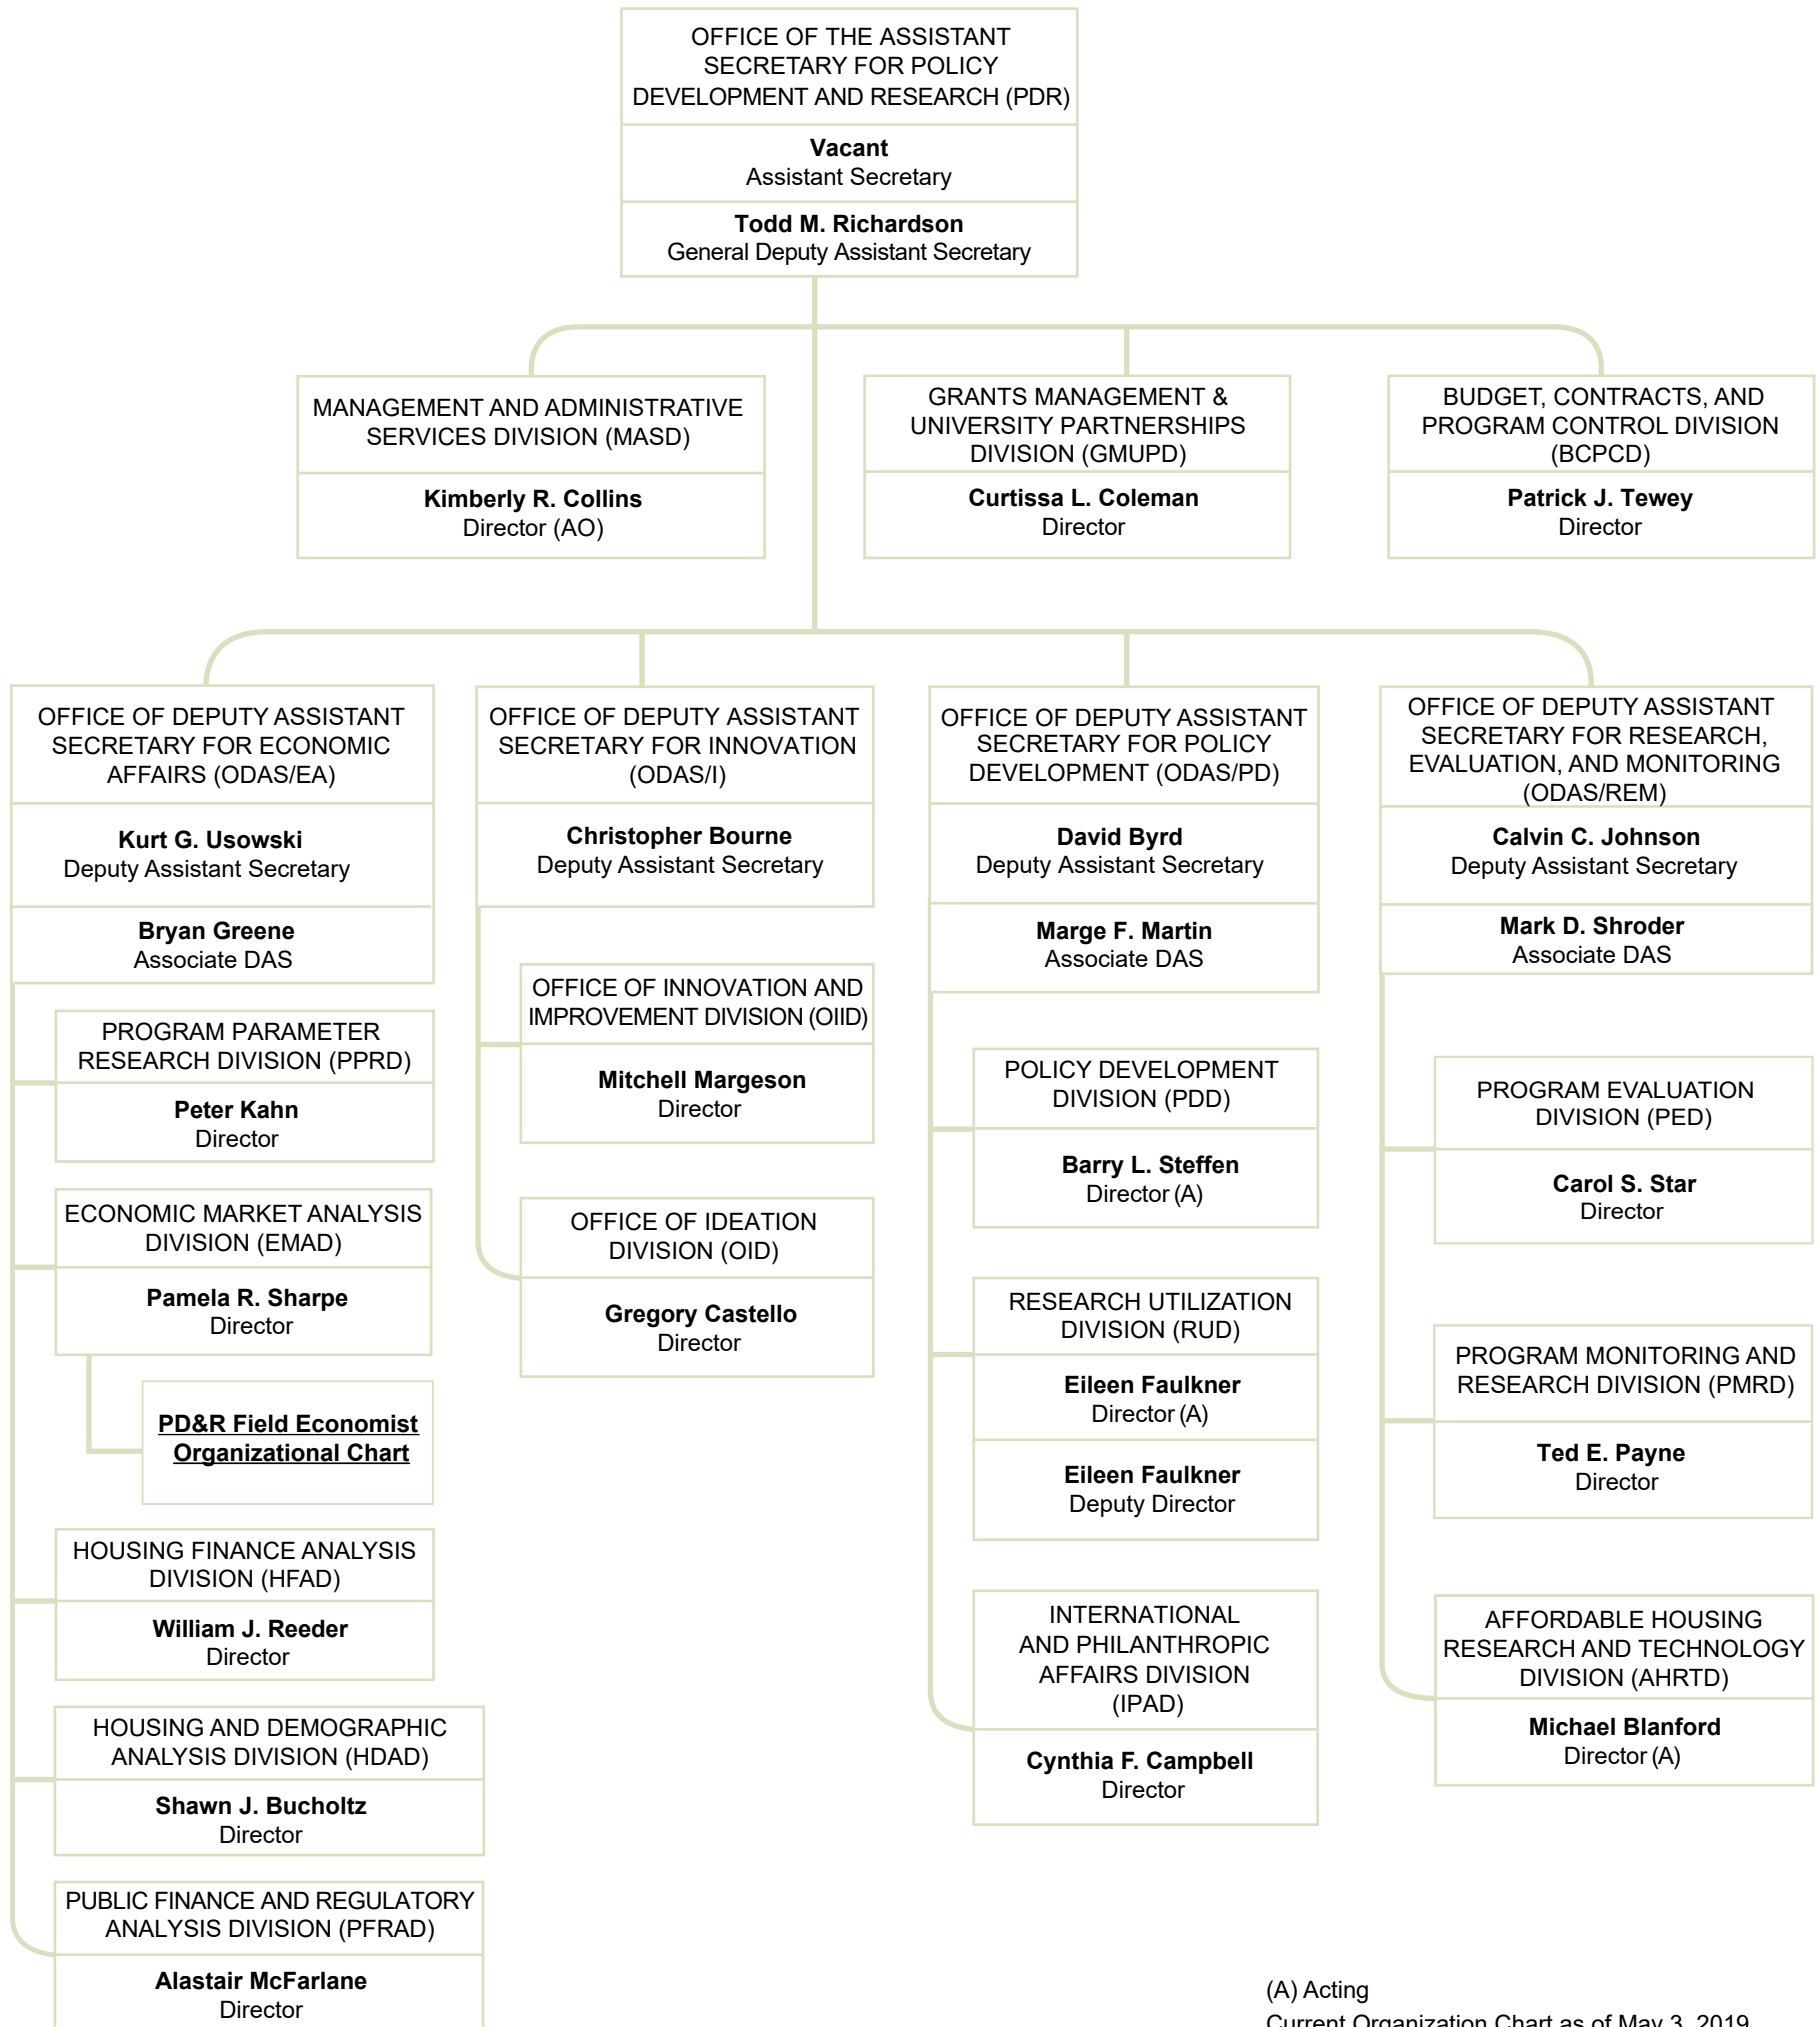 OFFICE OF THE ASSISTANT
SECRETARY FOR POLICY
DEVELOPMENT AND RESEARCH (PDR)
Vacant
Assistant Secretary
Todd M. Richardson
General Deputy Assistant Secretary
MANAGEMENT AND ADMINISTRATIVE
SERVICES DIVISION (MASD)
Kimberly R. Collins
Director (AO)
GRANTS MANAGEMENT &
UNIVERSITY PARTNERSHIPS
DIVISION (GMUPD)
Curtissa L. Coleman
Director
BUDGET, CONTRACTS, AND
PROGRAM CONTROL DIVISION
(BCPCD)
Patrick J. Tewey
Director
OFFICE OF DEPUTY ASSISTANT
SECRETARY FOR ECONOMIC
AFFAIRS (ODAS/EA)
Kurt G. Usowski
Deputy Assistant Secretary
Bryan Greene
Associate DAS
PROGRAM PARAMETER
RESEARCH DIVISION (PPRD)
Peter Kahn
Director
ECONOMIC MARKET ANALYSIS
DIVISION (EMAD)
Pamela R. Sharpe
Director
PD&R Field Economist
Organizational Chart
HOUSING FINANCE ANALYSIS
DIVISION (HFAD)
William J. Reeder
Director
HOUSING AND DEMOGRAPHIC
ANALYSIS DIVISION (HDAD)
Shawn J. Bucholtz
Director
PUBLIC FINANCE AND REGULATORY
ANALYSIS DIVISION (PFRAD)
Alastair McFarlane
Director
OFFICE OF DEPUTY ASSISTANT
SECRETARY FOR INNOVATION
(ODAS/I)
Christopher Bourne
Deputy Assistant Secretary
OFFICE OF INNOVATION AND
IMPROVEMENT DIVISION (OIID)
Mitchell Margeson
Director
OFFICE OF IDEATION
DIVISION (OID)
Gregory Castello
Director
OFFICE OF DEPUTY ASSISTANT
SECRETARY FOR POLICY
DEVELOPMENT (ODAS/PD)
David Byrd
Deputy Assistant Secretary
Marge F. Martin
Associate DAS
POLICY DEVELOPMENT
DIVISION (PDD)
Barry L. Steffen
Director (A)
RESEARCH UTILIZATION
DIVISION (RUD)
Eileen Faulkner
Director (A)
Eileen Faulkner
Deputy Director
INTERNATIONAL
AND PHILANTHROPIC
AFFAIRS DIVISION
(IPAD)
Cynthia F. Campbell
Director
OFFICE OF DEPUTY ASSISTANT
SECRETARY FOR RESEARCH,
EVALUATION, AND MONITORING
(ODAS/REM)
Calvin C. Johnson
Deputy Assistant Secretary
Mark D. Shroder
Associate DAS
PROGRAM EVALUATION
DIVISION (PED)
Carol S. Star
Director
PROGRAM MONITORING AND
RESEARCH DIVISION (PMRD)
Ted E. Payne
Director
AFFORDABLE HOUSING
RESEARCH AND TECHNOLOGY
DIVISION (AHRTD)
Michael Blanford
Director (A)
(A) Acting
Current Organization Chart as of May 3, 2019